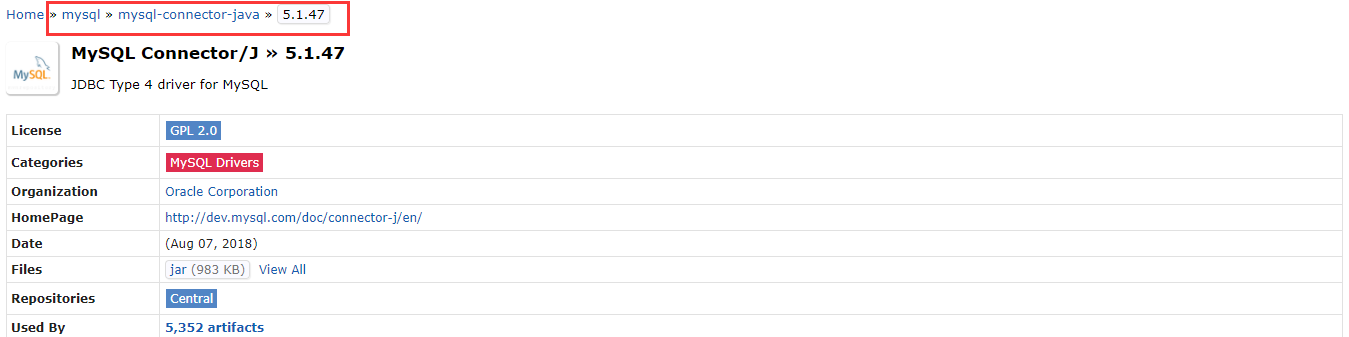 Home » mysql » mysql-connector-java » 5.1.47
MySQL
MySQL Connector/J » 5.1.47
JDBC Type 4 driver for MySQL
License GPL 2.0
Categories MySQL Drivers
Organization Oracle Corporation
HomePage http://dev.mysql.com/doc/connector-j/en/
Date (Aug 07, 2018)
Files jar (983 KB) View All
Repositories Central
Used By 5,352 artifacts